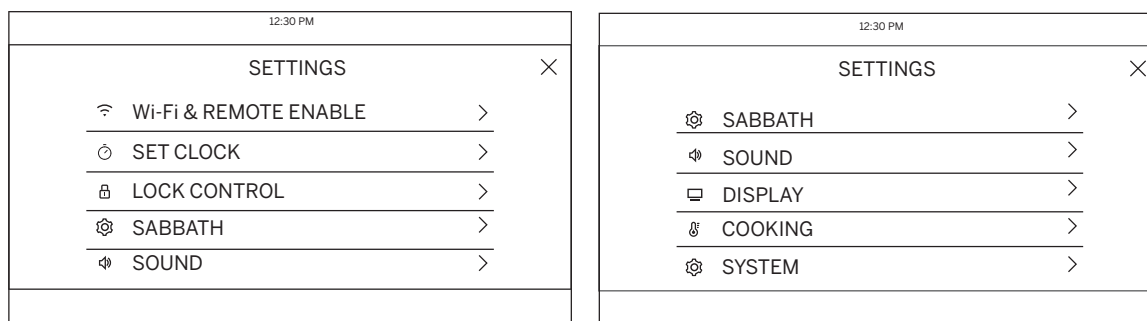 12:30 PM
SETTINGS
Wi-Fi & REMOTE ENABLE
SET CLOCK
LOCK CONTROL
SABBATH
SOUND
12:30 PM
SETTINGS
SABBATH
SOUND
DISPLAY
COOKING
SYSTEM